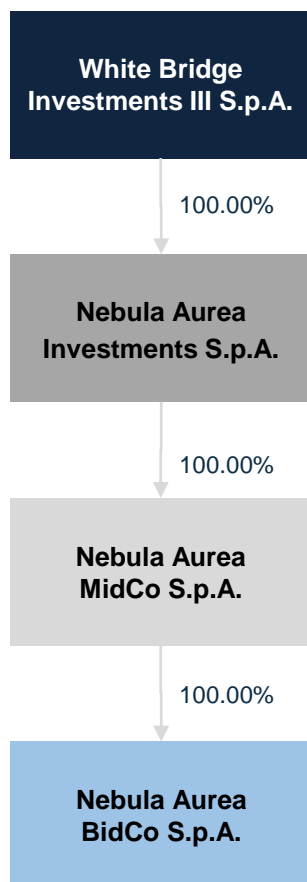 White Bridge
Investments III S.p.A.
100.00%
Nebula Aurea
Investments S.p.A.
100.00%
Nebula Aurea
MidCo S.p.A.
100.00%
Nebula Aurea
BidCo S.p.A.